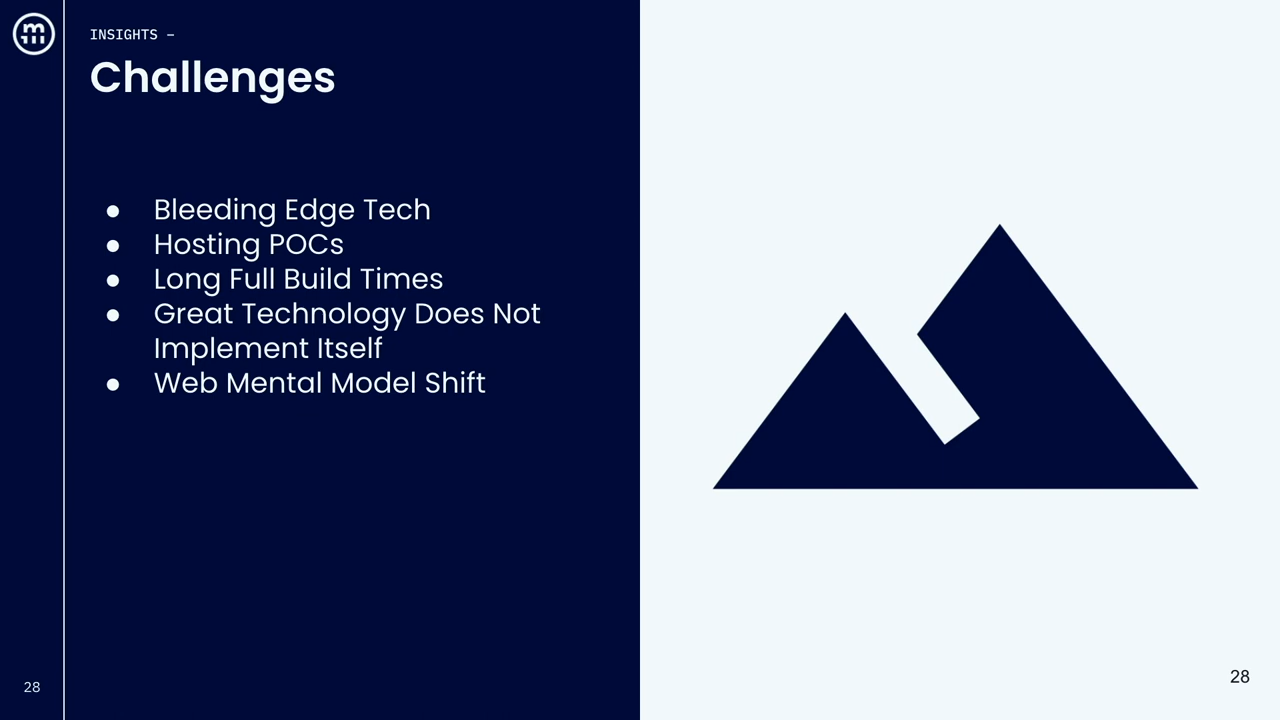 INSIGHTS –
Challenges
● Bleeding Edge Tech
● Hosting POCs
● Long Full Build Times
● Great Technology Does Not
Implement Itself
● Web Mental Model Shift
28
28